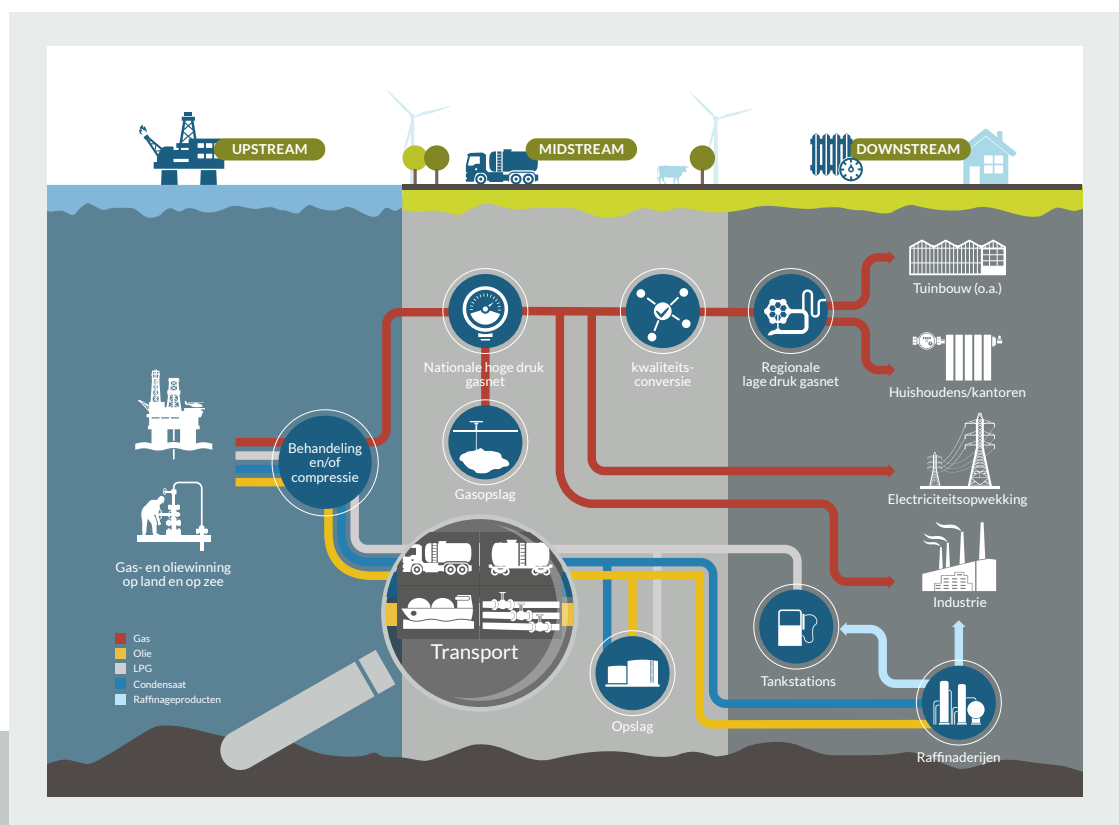 UPSTREAM
MIDSTREAM
DOWNSTREAM
Tuinbouw (o.a.)
Nationale hoge druk
gasnet
kwaliteits-
conversie
Regionale
lage druk gasnet
Huishoudens/kantoren
Behandeling
en/of
compressie
Gasopslag
Electriciteitsopwekking
Gas- en oliewinning
op land en op zee
Industrie
Transport
Gas
Olie
LPG
Condensaat
Raffinageproducten
Tankstations
Opslag
Raffinaderijen